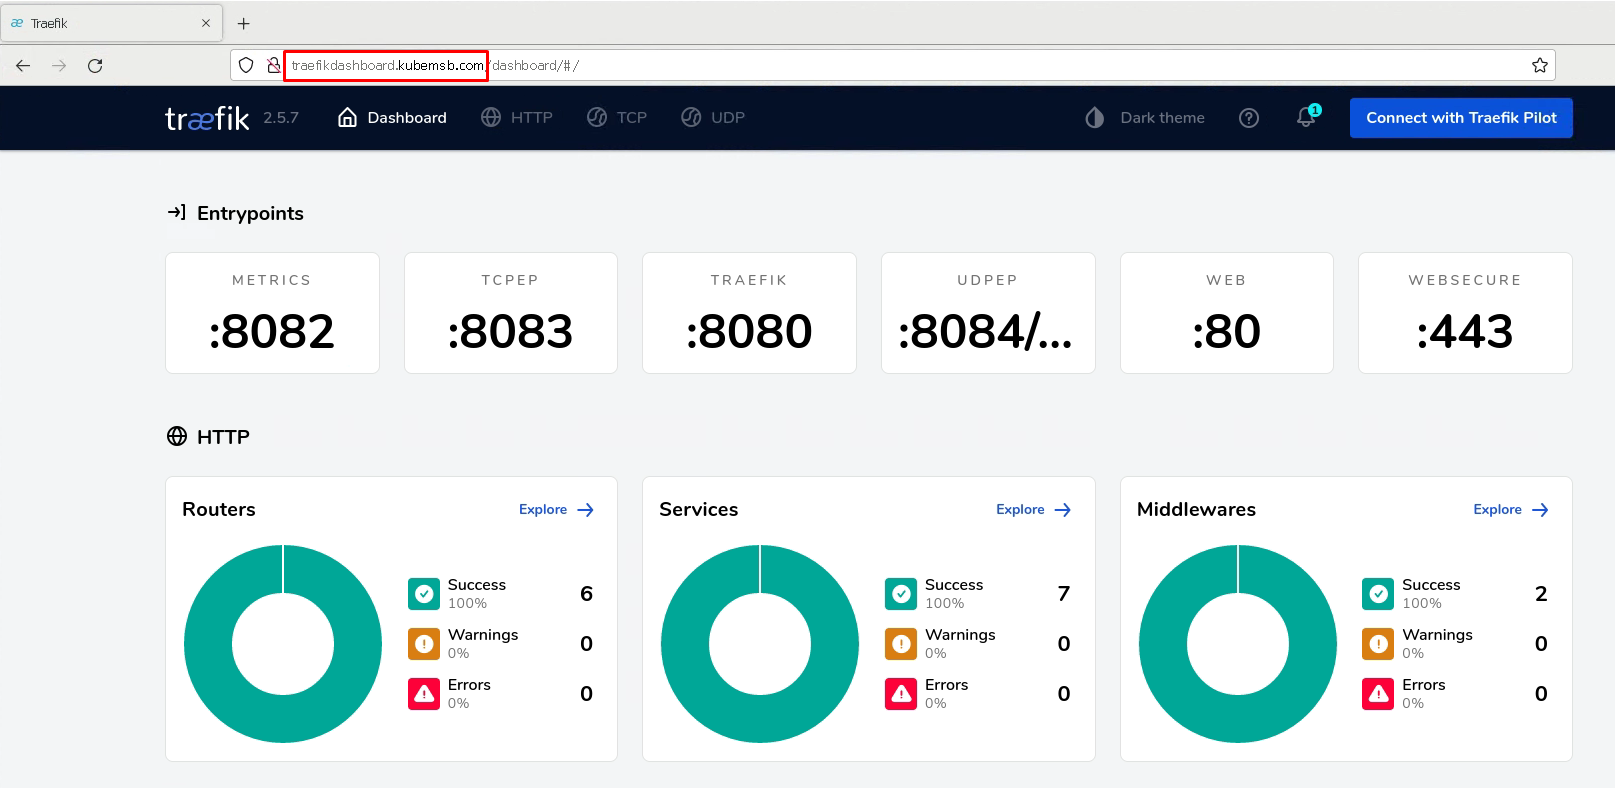 Traefik
traefikdashboard.kubemsb.com/dashboard/#/
træfik 2.5.7 Dashboard HTTP TCP UDP Dark theme 1 Connect with Traefik Pilot
Entrypoints
METRICS TCPEP TRAEFIK UDPEP WEB WEBSECURE
:8082 :8083 :8080 :8084/... :80 :443
HTTP
Routers Explore
Success 6
100%
Warnings 0
0%
Errors 0
0%
Services Explore
Success 7
100%
Warnings 0
0%
Errors 0
0%
Middlewares Explore
Success 2
100%
Warnings 0
0%
Errors 0
0%